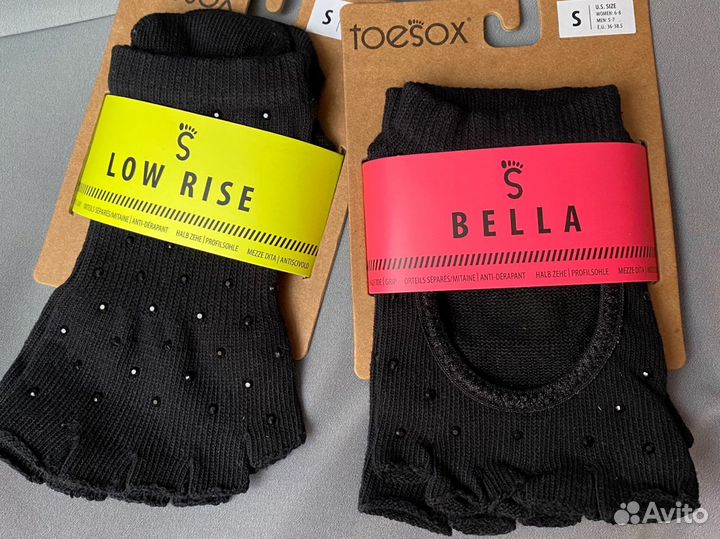 S
U.S.
LOW RISE
ORTEILS SÉPARÉS/MITAINE | ANTI-DÉRAPANT HALB ZEHE | PROFILSOHLE MEZZE DITA | ANTISCIVOLO
toesox
S
U.S. SIZE
WOMEN: 6-8
MEN: 5-7
E.U.: 36-38.5
BELLA
GRIP ORTEILS SÉPARÉS/MITAINE | ANTI-DÉRAPANT HALB ZEHE | PROFILSOHLE MEZZE DITA
Avito